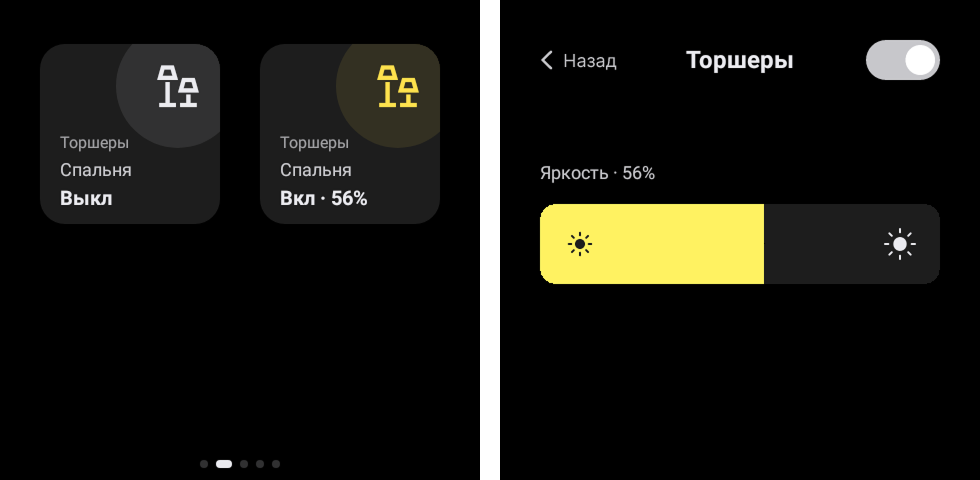 Торшеры
Спальня
Выкл
Торшеры
Спальня
Вкл · 56%
Назад
Торшеры
Яркость · 56%